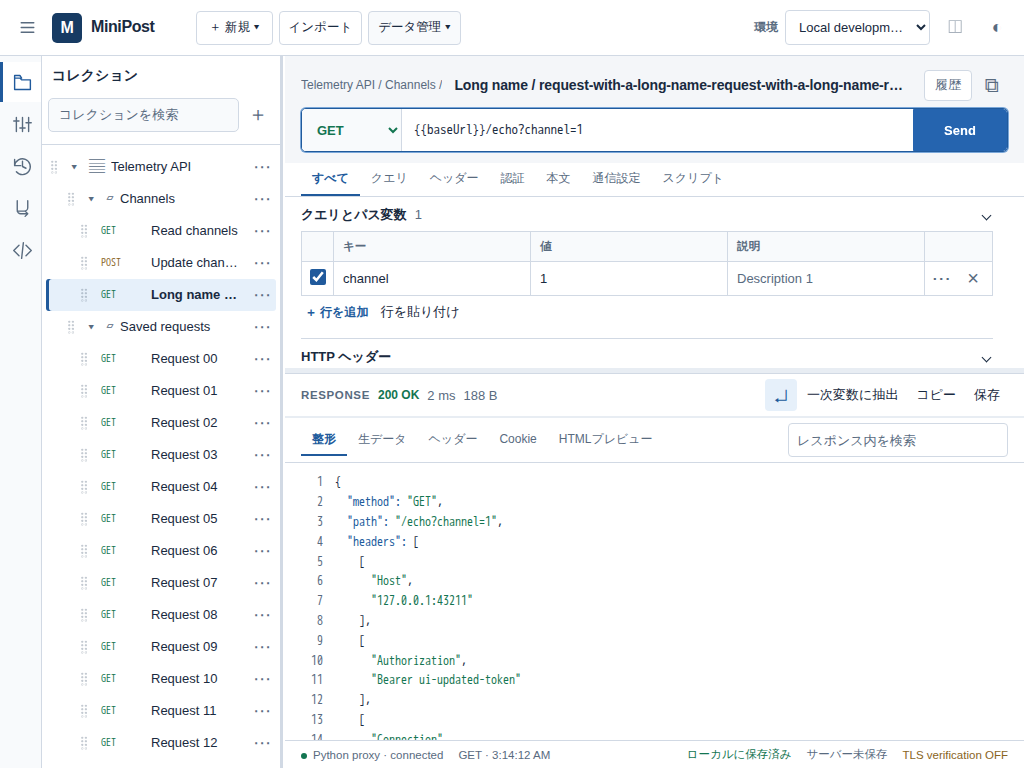 M MiniPost ＋ 新規 ▾ インポート データ管理 ▾ 環境 Local developm…
コレクション
コレクションを検索 ＋
Telemetry API ···
Channels ···
GET Read channels ···
POST Update chan… ···
GET Long name … ···
Saved requests ···
GET Request 00 ···
GET Request 01 ···
GET Request 02 ···
GET Request 03 ···
GET Request 04 ···
GET Request 05 ···
GET Request 06 ···
GET Request 07 ···
GET Request 08 ···
GET Request 09 ···
GET Request 10 ···
GET Request 11 ···
GET Request 12 ···
Telemetry API / Channels / Long name / request-with-a-long-name-request-with-a-long-name-r… 履歴
GET {{baseUrl}}/echo?channel=1 Send
すべて クエリ ヘッダー 認証 本文 通信設定 スクリプト
クエリとパス変数 1
キー 値 説明
channel 1 Description 1 ··· ✕
＋ 行を追加 行を貼り付け
HTTP ヘッダー
RESPONSE 200 OK 2 ms 188 B 一次変数に抽出 コピー 保存
整形 生データ ヘッダー Cookie HTMLプレビュー レスポンス内を検索
1 {
2 "method": "GET",
3 "path": "/echo?channel=1",
4 "headers": [
5 [
6 "Host",
7 "127.0.0.1:43211"
8 ],
9 [
10 "Authorization",
11 "Bearer ui-updated-token"
12 ],
13 [
14 "Connection",
Python proxy · connected GET · 3:14:12 AM ローカルに保存済み サーバー未保存 TLS verification OFF